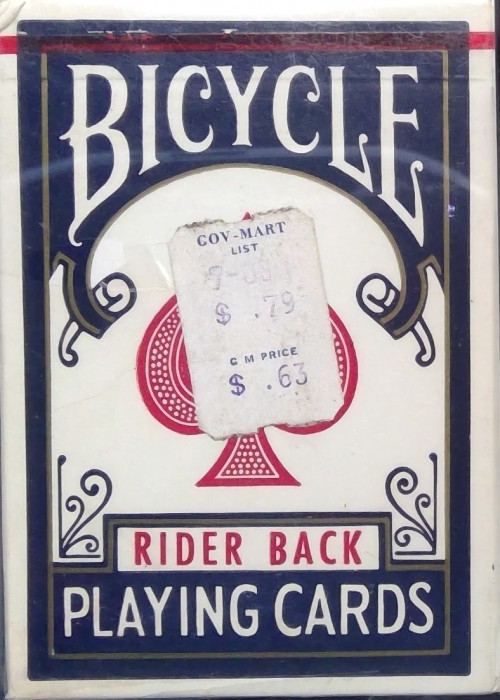 BICYCLE
GOV-MART
LIST
$ .79
G M PRICE
$ .63
RIDER BACK
PLAYING CARDS